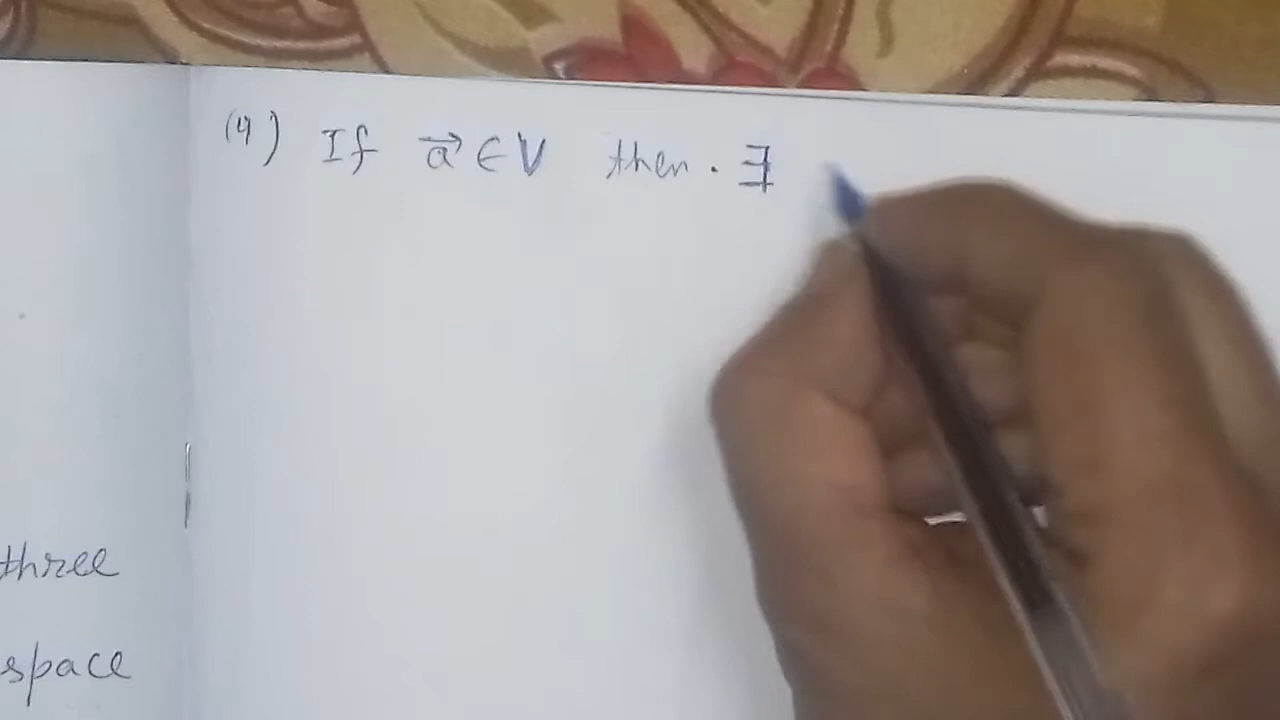 three
space
(4) If a⃗ ∈ V then. ∃